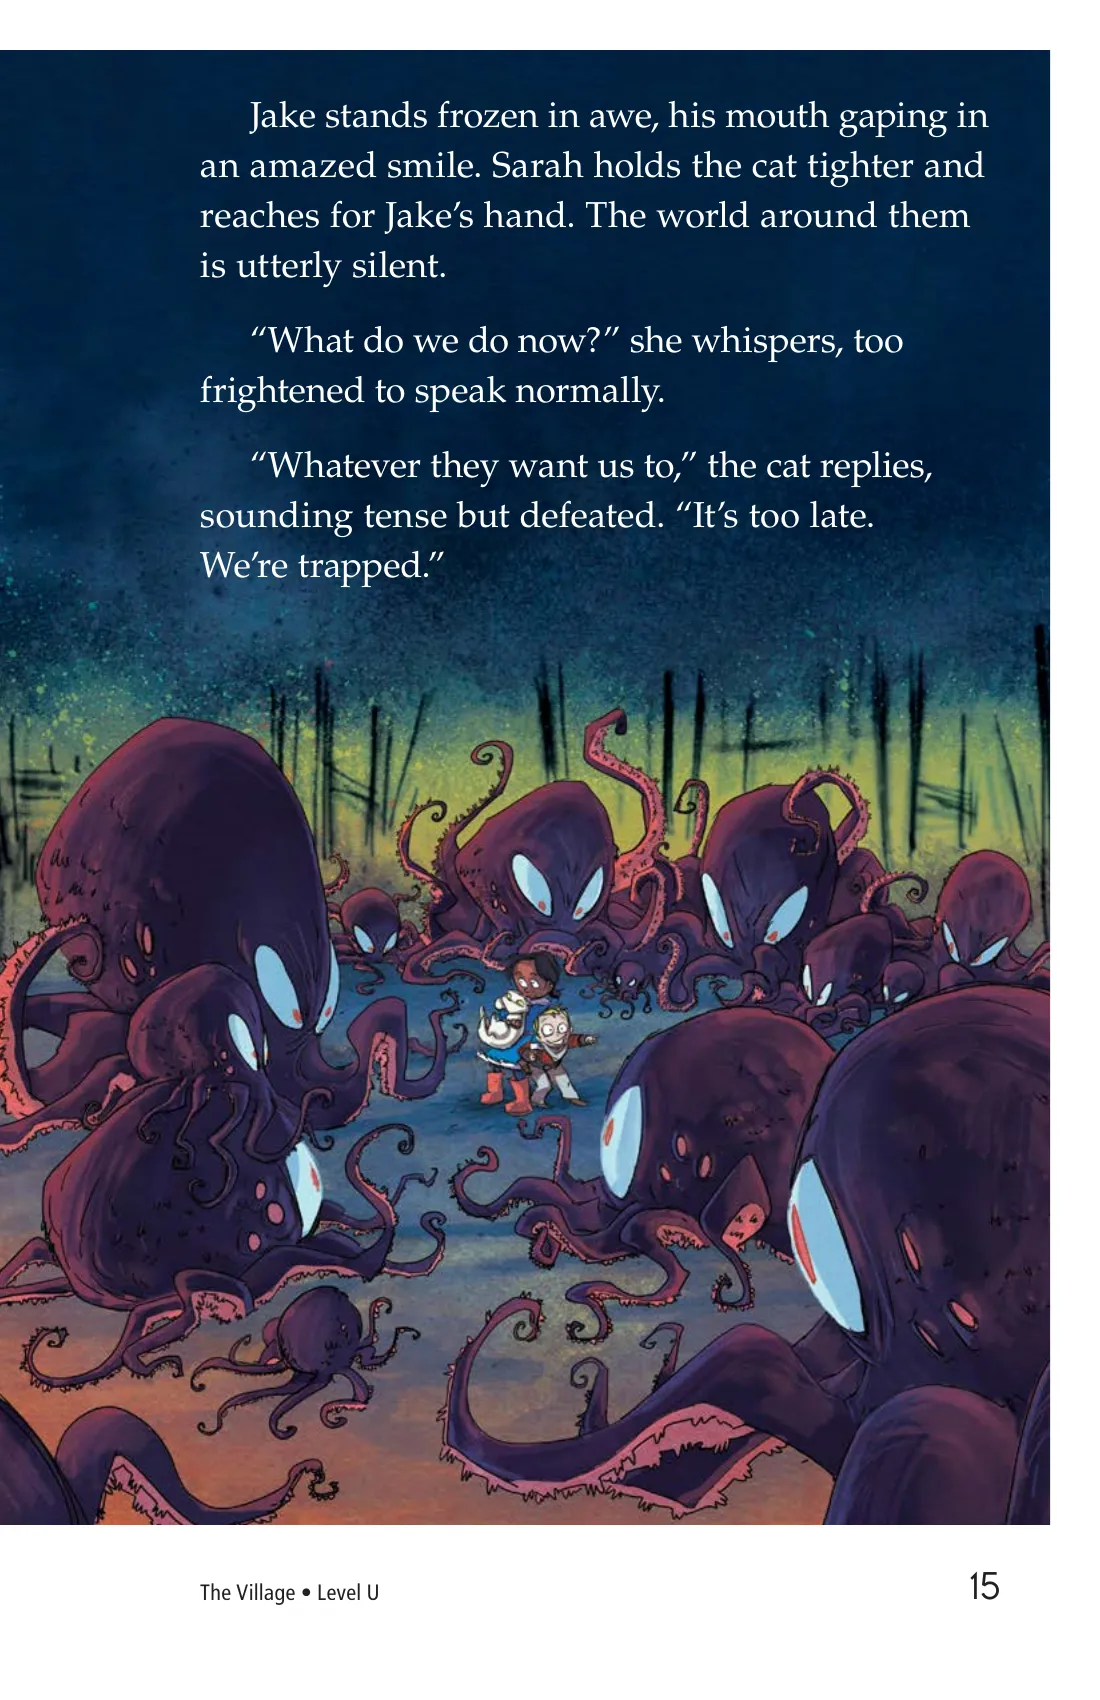 Jake stands frozen in awe, his mouth gaping in
an amazed smile. Sarah holds the cat tighter and
reaches for Jake’s hand. The world around them
is utterly silent.
“What do we do now?” she whispers, too
frightened to speak normally.
“Whatever they want us to,” the cat replies,
sounding tense but defeated. “It’s too late.
We’re trapped.”
The Village • Level U
15